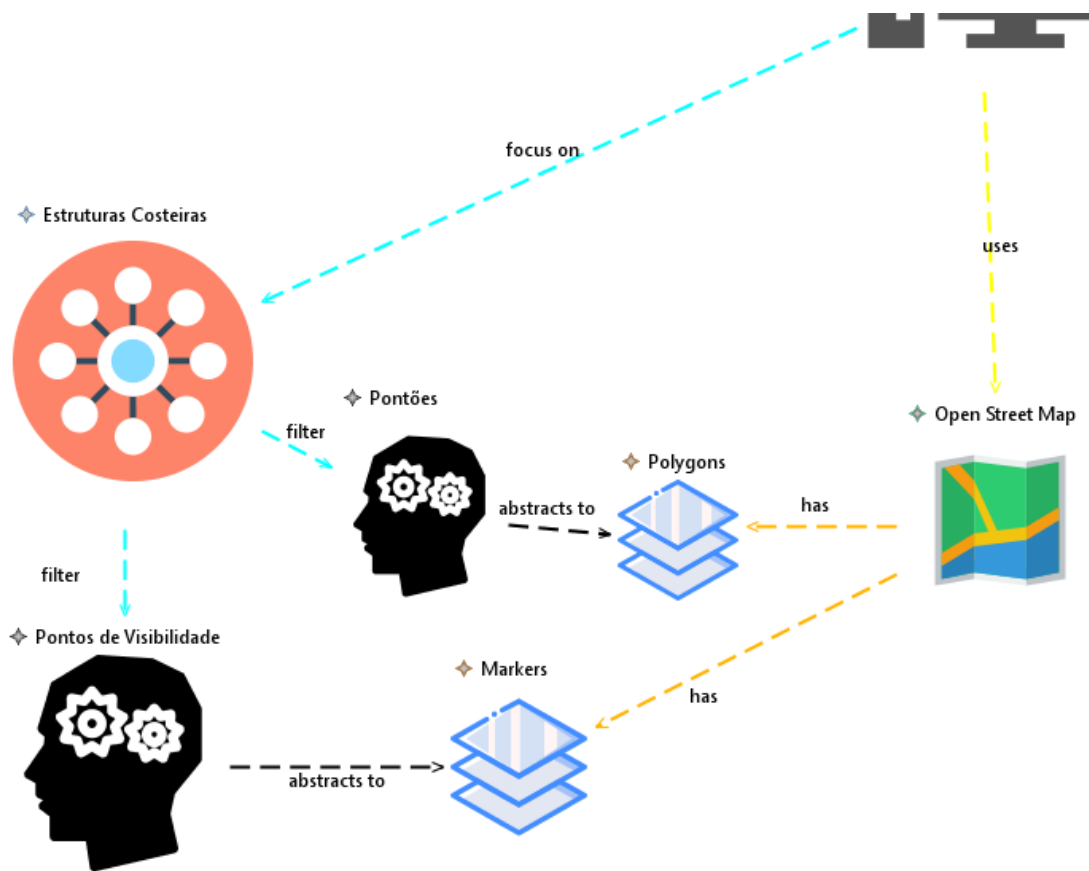 focus on
Estruturas Costeiras
uses
Pontões
Open Street Map
filter
Polygons
abstracts to
has
filter
Pontos de Visibilidade
Markers
has
abstracts to